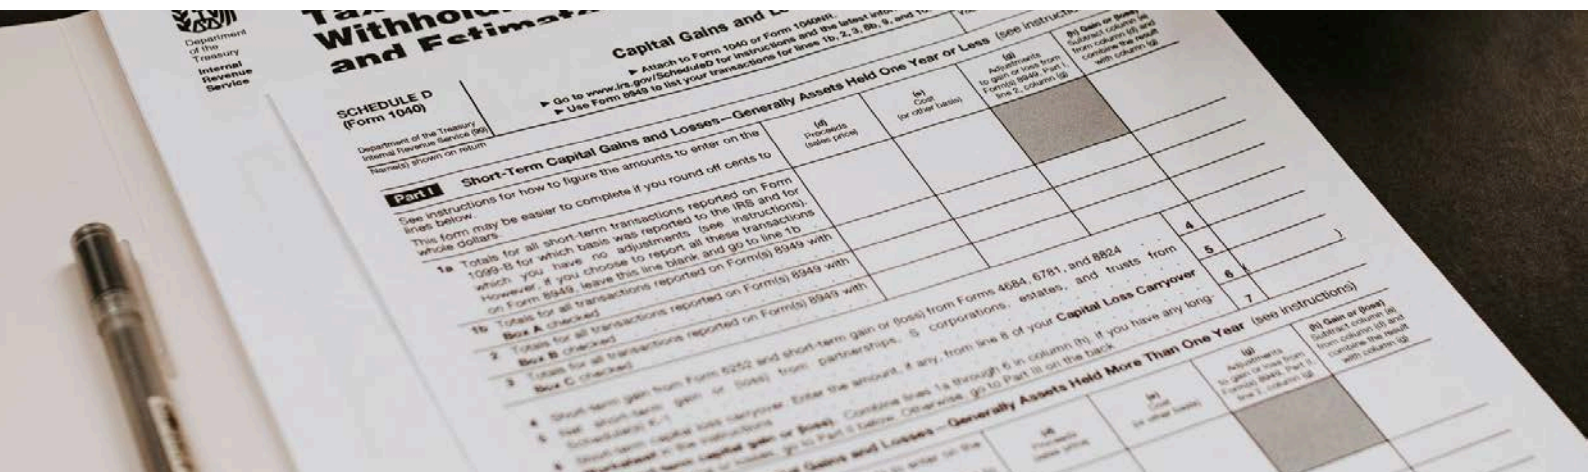 Tax
Withholding
and Estimat
Department
of the
Treasury
Internal
Revenue
Service
SCHEDULE D
(Form 1040)
Department of the Treasury
Internal Revenue Service (99)
Name(s) shown on return
Capital Gains and L
► Attach to Form 1040 or Form 1040NR.
► Go to www.irs.gov/ScheduleD for instructions and the latest infor
► Use Form 8949 to list your transactions for lines 1b, 2, 3, 8b, 9, and 10.
Part I Short-Term Capital Gains and Losses—Generally Assets Held One Year or Less (see instructions
See instructions for how to figure the amounts to enter on the
lines below.
This form may be easier to complete if you round off cents to
whole dollars.
(d)
Proceeds
(sales price)
(e)
Cost
(or other basis)
(g)
Adjustments
to gain or loss from
Form(s) 8949, Part I,
line 2, column (g)
(h) Gain or (loss)
Subtract column (e)
from column (d) and
combine the result
with column (g)
1a Totals for all short-term transactions reported on Form
1099-B for which basis was reported to the IRS and for
which you have no adjustments (see instructions).
However, if you choose to report all these transactions
on Form 8949, leave this line blank and go to line 1b
1b Totals for all transactions reported on Form(s) 8949 with
Box A checked
2 Totals for all transactions reported on Form(s) 8949 with
Box B checked
3 Totals for all transactions reported on Form(s) 8949 with
Box C checked
4 Short-term gain from Form 6252 and short-term gain or (loss) from Forms 4684, 6781, and 8824 4
5 Net short-term gain or (loss) from partnerships, S corporations, estates, and trusts from
Schedule(s) K-1 5
6 Short-term capital loss carryover. Enter the amount, if any, from line 8 of your Capital Loss Carryover
Worksheet in the instructions 6 ( )
term capital gain or (loss). Combine lines 1a through 6 in column (h). If you have any long-
go to Part II below. Otherwise, go to Part III on the back 7
Gains and Losses—Generally Assets Held More Than One Year (see instructions)
to enter on the
(d)
Proceeds
(sales price)
(e)
Cost
(or other basis)
(g)
Adjustments
to gain or loss from
Form(s) 8949, Part II,
line 2, column (g)
(h) Gain or (loss)
Subtract column (e)
from column (d) and
combine the result
with column (g)